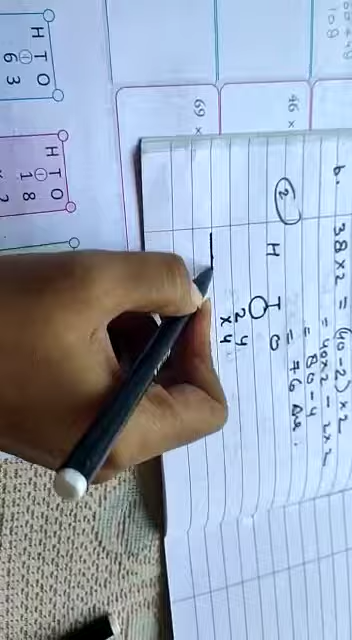 b. 38 x 2 = (40 - 2) x 2
= 40 x 2 - 2 x 2
= 80 - 4
= 76 Ans.
2
H T O
2 4
x 4
46 x
69 x
H T O
6 3
H T O
1 8